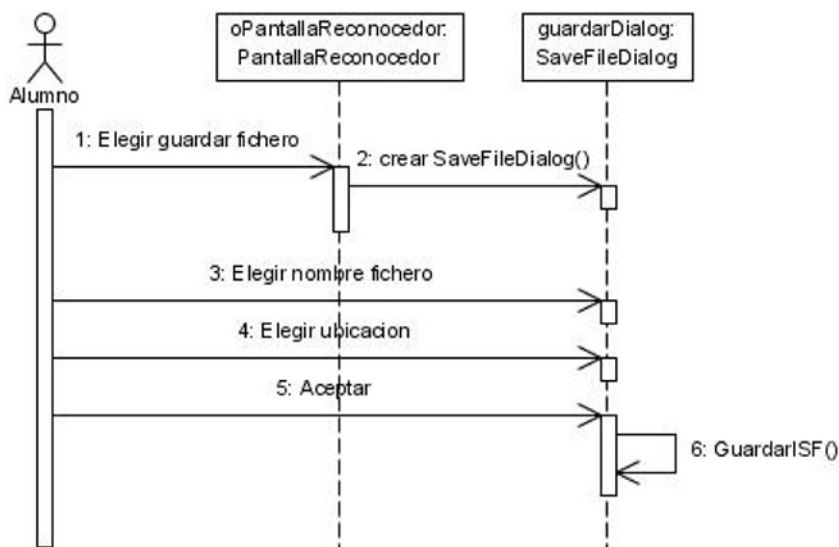 oPantallaReconocedor:
PantallaReconocedor
guardarDialog:
SaveFileDialog
Alumno
1: Elegir guardar fichero
2: crear SaveFileDialog()
3: Elegir nombre fichero
4: Elegir ubicacion
5: Aceptar
6: GuardarISF()